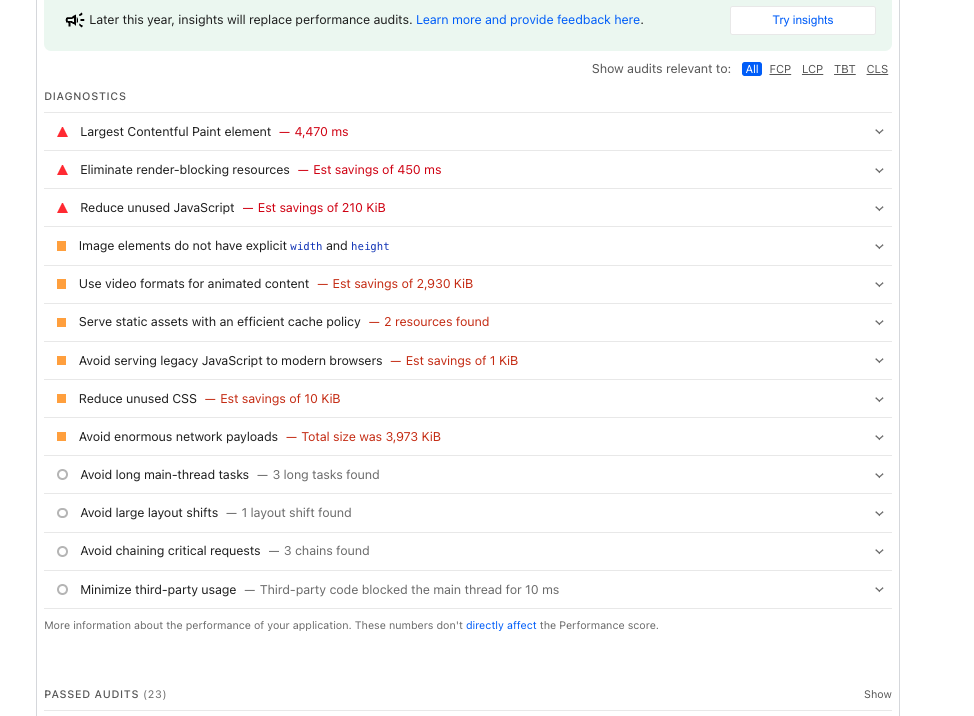 Later this year, insights will replace performance audits. Learn more and provide feedback here.
Try insights
Show audits relevant to: All FCP LCP TBT CLS
DIAGNOSTICS
Largest Contentful Paint element — 4,470 ms
Eliminate render-blocking resources — Est savings of 450 ms
Reduce unused JavaScript — Est savings of 210 KiB
Image elements do not have explicit width and height
Use video formats for animated content — Est savings of 2,930 KiB
Serve static assets with an efficient cache policy — 2 resources found
Avoid serving legacy JavaScript to modern browsers — Est savings of 1 KiB
Reduce unused CSS — Est savings of 10 KiB
Avoid enormous network payloads — Total size was 3,973 KiB
Avoid long main-thread tasks — 3 long tasks found
Avoid large layout shifts — 1 layout shift found
Avoid chaining critical requests — 3 chains found
Minimize third-party usage — Third-party code blocked the main thread for 10 ms
More information about the performance of your application. These numbers don't directly affect the Performance score.
PASSED AUDITS (23)
Show